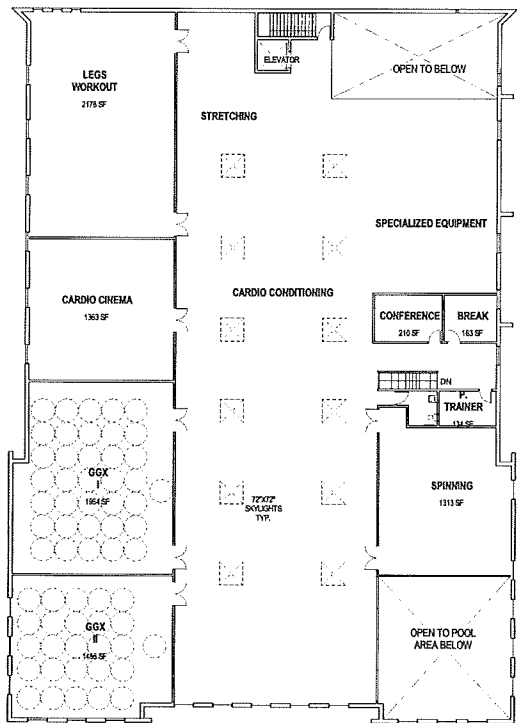 ELEVATOR
OPEN TO BELOW
LEGS
WORKOUT
2178 SF
STRETCHING
SPECIALIZED EQUIPMENT
CARDIO CINEMA
1363 SF
CARDIO CONDITIONING
CONFERENCE
210 SF
BREAK
163 SF
DN
P.
TRAINER
134 SF
GGX
I
1964 SF
72"X72"
SKYLIGHTS
TYP.
SPINNING
1313 SF
GGX
II
SF
OPEN TO POOL
AREA BELOW